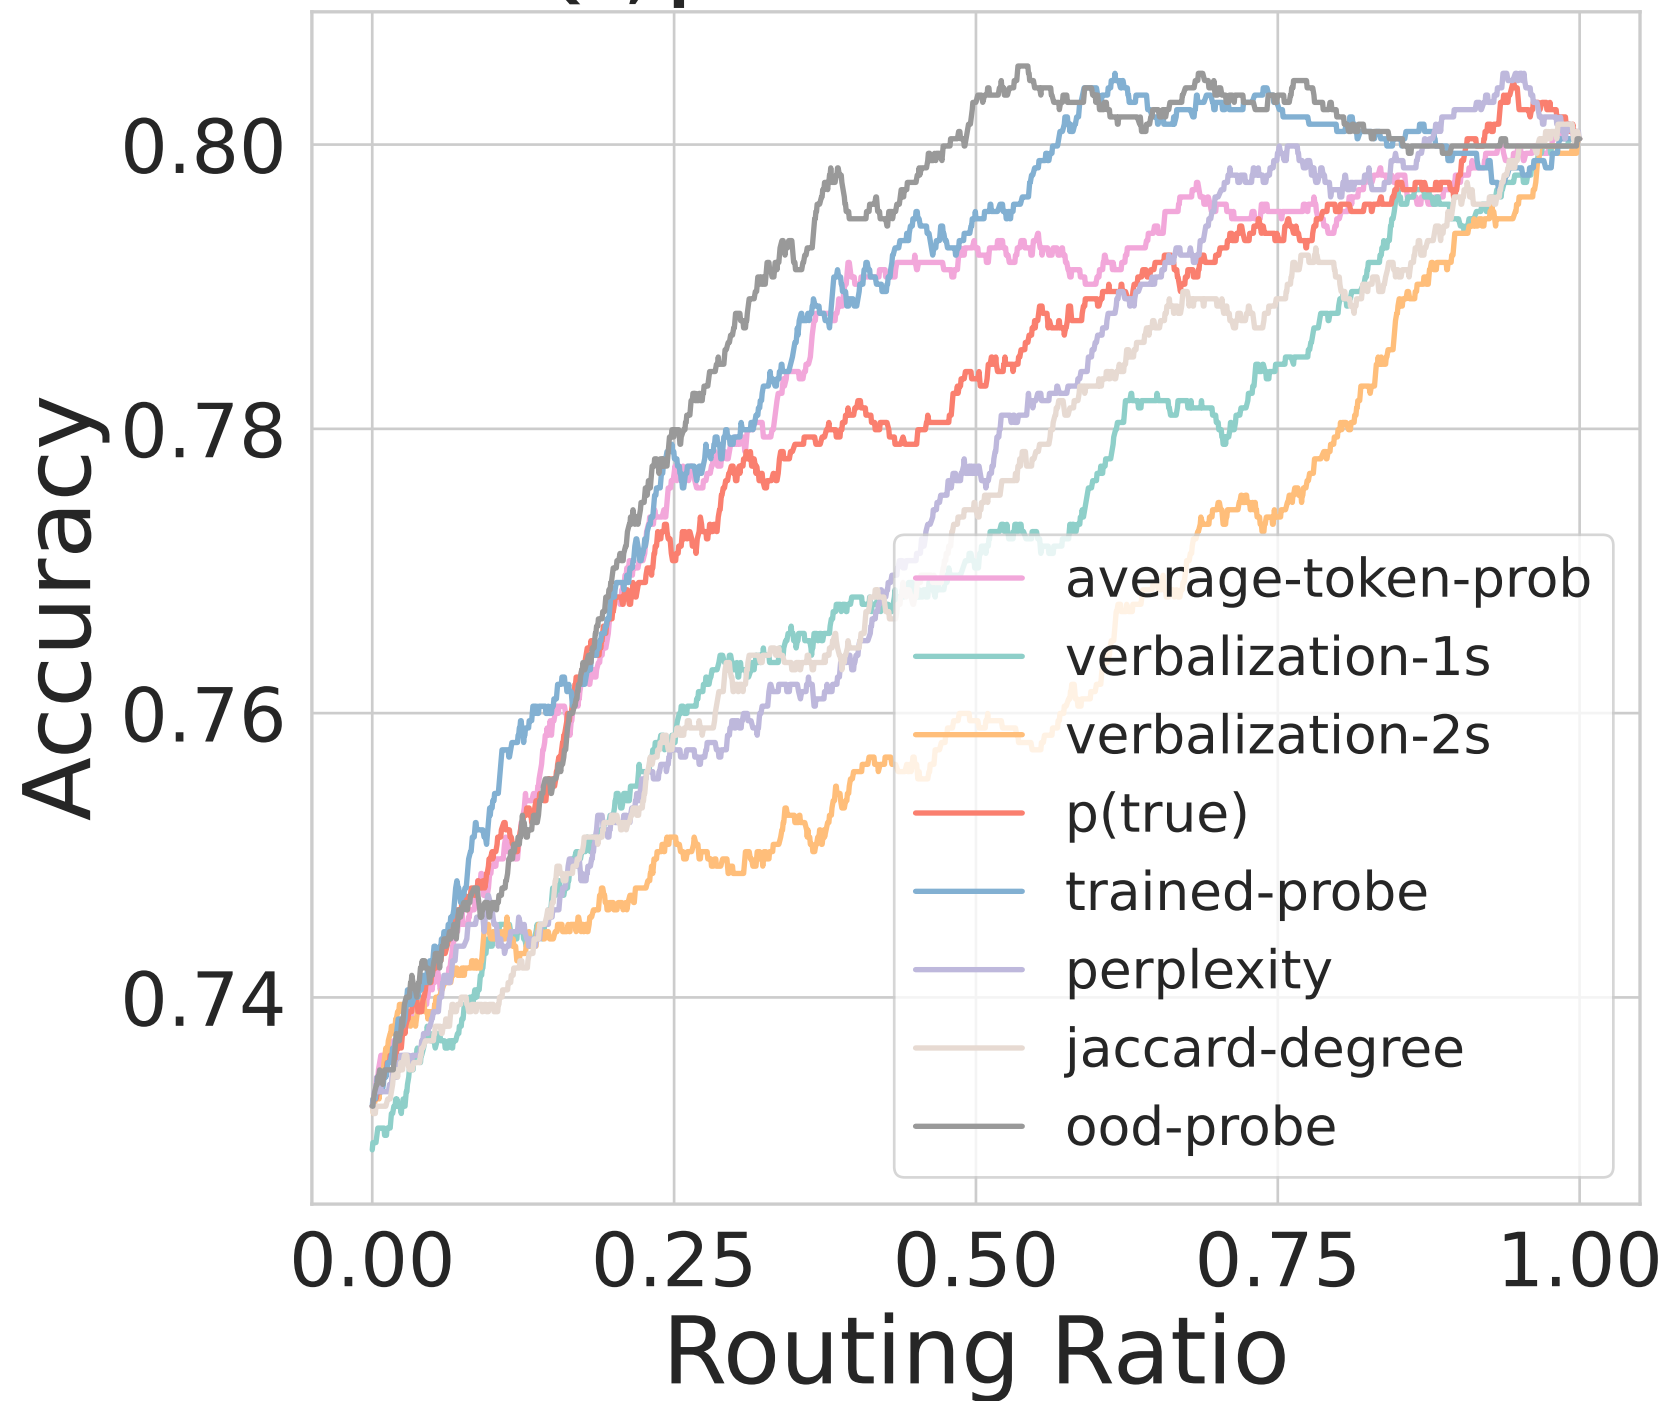 Accuracy
0.80
0.78
0.76
0.74
average-token-prob
verbalization-1s
verbalization-2s
p(true)
trained-probe
perplexity
jaccard-degree
ood-probe
0.00 0.25 0.50 0.75 1.00
Routing Ratio